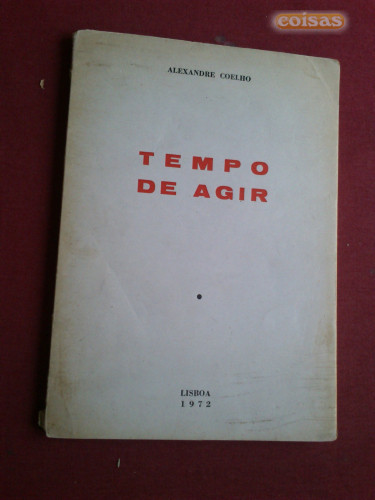 coisas
ALEXANDRE COELHO
TEMPO
DE AGIR
LISBOA
1972